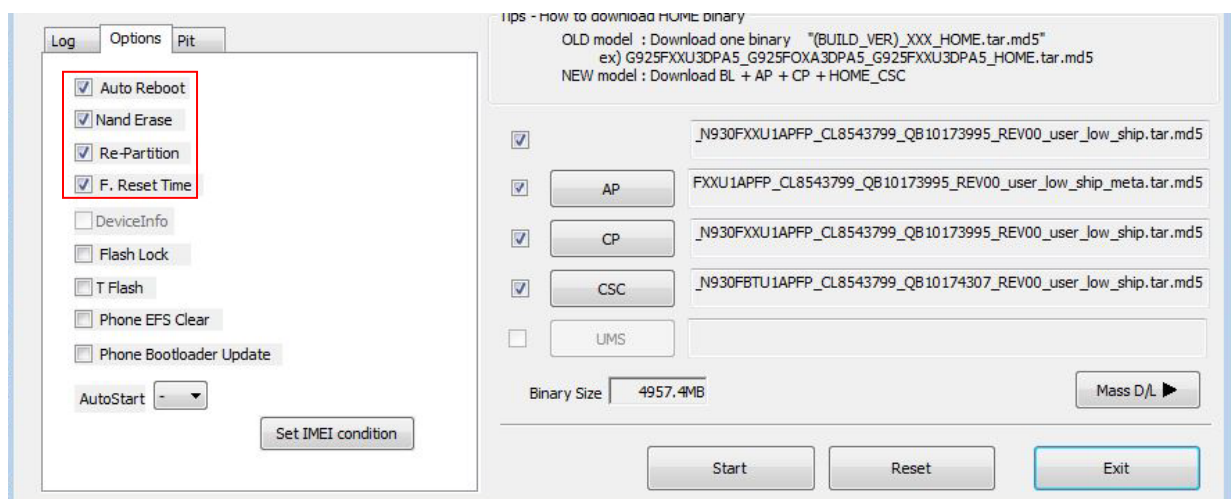 Log Options Pit
Auto Reboot
Nand Erase
Re-Partition
F. Reset Time
DeviceInfo
Flash Lock
T Flash
Phone EFS Clear
Phone Bootloader Update
AutoStart -
Set IMEI condition
Tips - How to download HOME binary
OLD model : Download one binary "(BUILD_VER)_XXX_HOME.tar.md5"
ex) G925FXXU3DPA5_G925FOXA3DPA5_G925FXXU3DPA5_HOME.tar.md5
NEW model : Download BL + AP + CP + HOME_CSC
_N930FXXU1APFP_CL8543799_QB10173995_REV00_user_low_ship.tar.md5
AP FXXU1APFP_CL8543799_QB10173995_REV00_user_low_ship_meta.tar.md5
CP _N930FXXU1APFP_CL8543799_QB10173995_REV00_user_low_ship.tar.md5
CSC _N930FBTU1APFP_CL8543799_QB10174307_REV00_user_low_ship.tar.md5
UMS
Binary Size 4957.4MB
Mass D/L ▶
Start Reset Exit